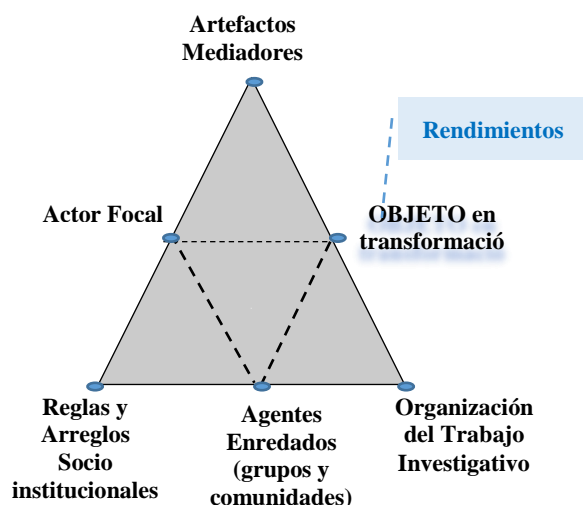 Artefactos
Mediadores
Rendimientos
Actor Focal
OBJETO en
transformació
Reglas y
Arreglos
Socio
institucionales
Agentes
Enredados
(grupos y
comunidades)
Organización
del Trabajo
Investigativo